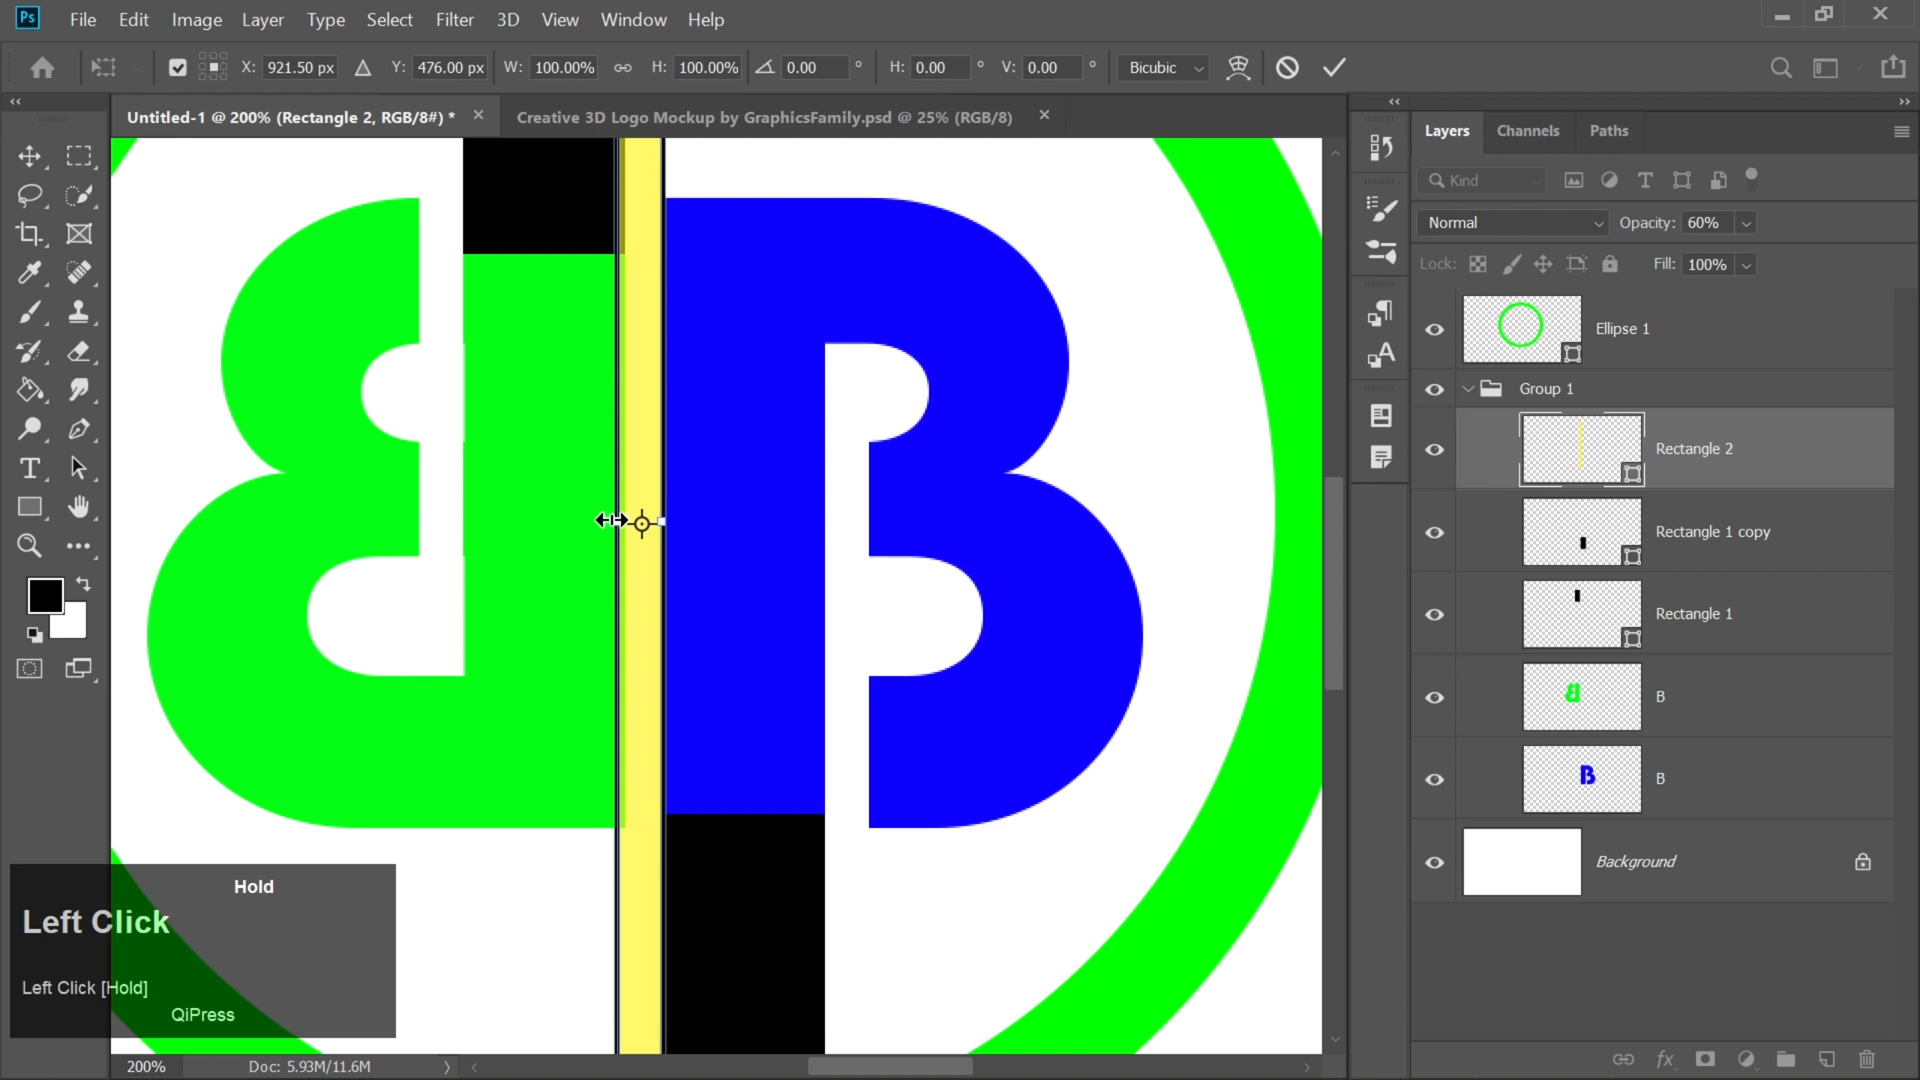 Ps File Edit Image Layer Type Select Filter 3D View Window Help
X: 921.50 px Y: 476.00 px W: 100.00% H: 100.00% 0.00 ° H: 0.00 ° V: 0.00 ° Bicubic
Untitled-1 @ 200% (Rectangle 2, RGB/8#) * Creative 3D Logo Mockup by GraphicsFamily.psd @ 25% (RGB/8)
Layers Channels Paths
Kind
Normal Opacity: 60%
Lock: Fill: 100%
Ellipse 1
Group 1
Rectangle 2
Rectangle 1 copy
Rectangle 1
B
B
Background
B B
Hold
Left Click
Left Click [Hold]
QiPress
200% Doc: 5.93M/11.6M